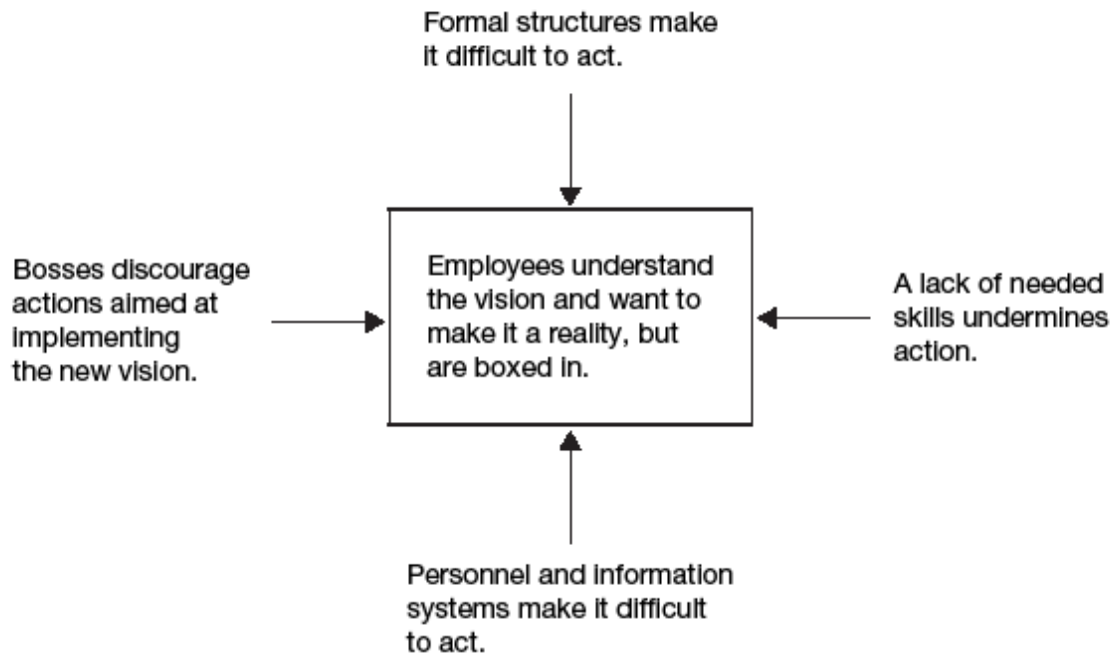 Formal structures make
it difficult to act.
Bosses discourage
actions aimed at
implementing
the new vision.
Employees understand
the vision and want to
make it a reality, but
are boxed in.
A lack of needed
skills undermines
action.
Personnel and information
systems make it difficult
to act.